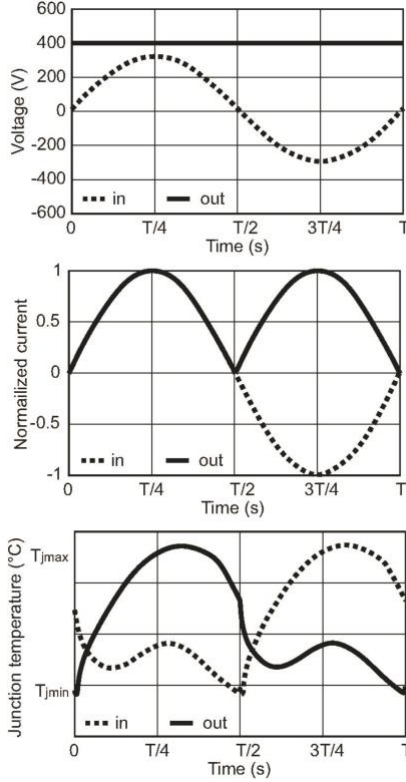 600
400
200
0
-200
-400
-600
Voltage (V)
in out
0 T/4 T/2 3T/4 T
Time (s)
1
0.5
0
-0.5
-1
Normailized current
in out
0 T/4 T/2 3T/4 T
Time (s)
Tjmax
Tjmin
Junction temperature (°C)
in out
0 T/4 T/2 3T/4 T
Time (s)